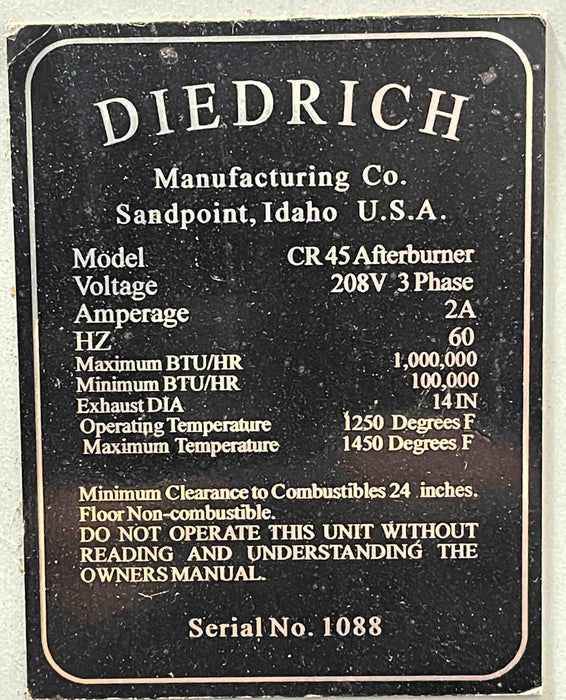 DIEDRICH
Manufacturing Co.
Sandpoint, Idaho U.S.A.
Model CR 45 Afterburner
Voltage 208V 3 Phase
Amperage 2A
HZ 60
Maximum BTU/HR 1,000,000
Minimum BTU/HR 100,000
Exhaust DIA 14 IN
Operating Temperature 1250 Degrees F
Maximum Temperature 1450 Degrees F
Minimum Clearance to Combustibles 24 inches.
Floor Non-combustible.
DO NOT OPERATE THIS UNIT WITHOUT
READING AND UNDERSTANDING THE
OWNERS MANUAL.
Serial No. 1088